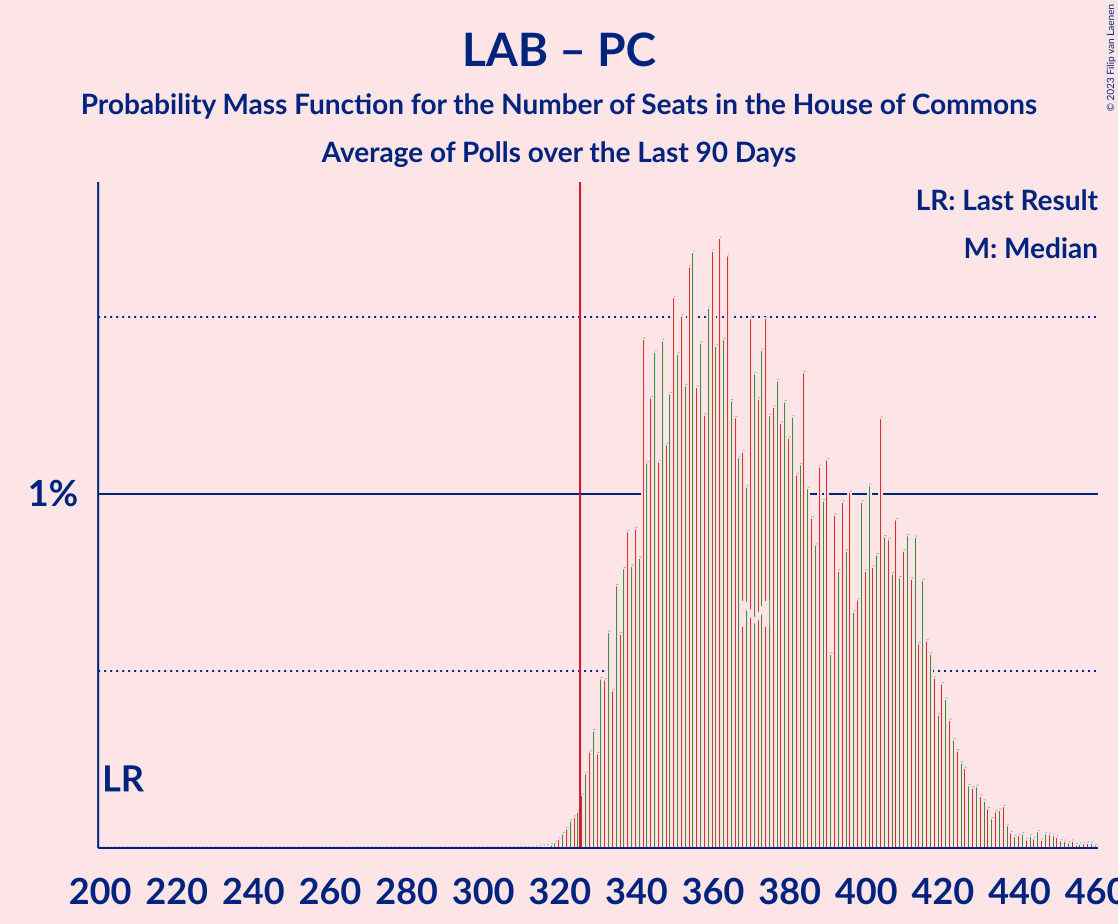 © 2023 Filip van Laenen
LAB – PC
Probability Mass Function for the Number of Seats in the House of Commons
Average of Polls over the Last 90 Days
LR: Last Result
M: Median
1%
M
LR
200 220 240 260 280 300 320 340 360 380 400 420 440 460